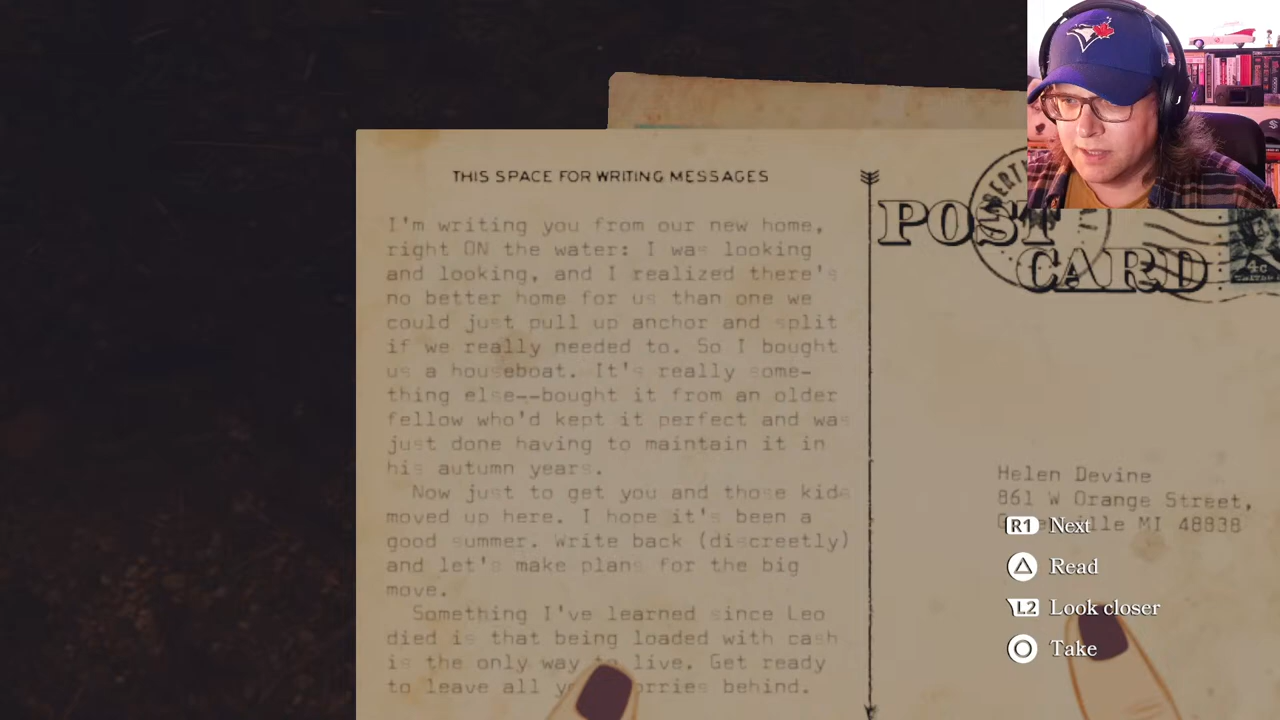 THIS SPACE FOR WRITING MESSAGES
I'm writing you from our new home,
right ON the water: I was looking
and looking, and I realized there's
no better home for us than one we
could just pull up anchor and split
if we really needed to. So I bought
us a houseboat. It's really some-
thing else--bought it from an older
fellow who'd kept it perfect and was
just done having to maintain it in
his autumn years.
Now just to get you and those kids
moved up here. I hope it's been a
good summer. Write back (discreetly)
and let's make plans for the big
move.
Something I've learned since Leo
died is that being loaded with cash
is the only way to live. Get ready
to leave all behind.
POST
CARD
4c
Helen Devine
861 W Orange Street,
MI 48838
R1 Next
Read
L2 Look closer
Take